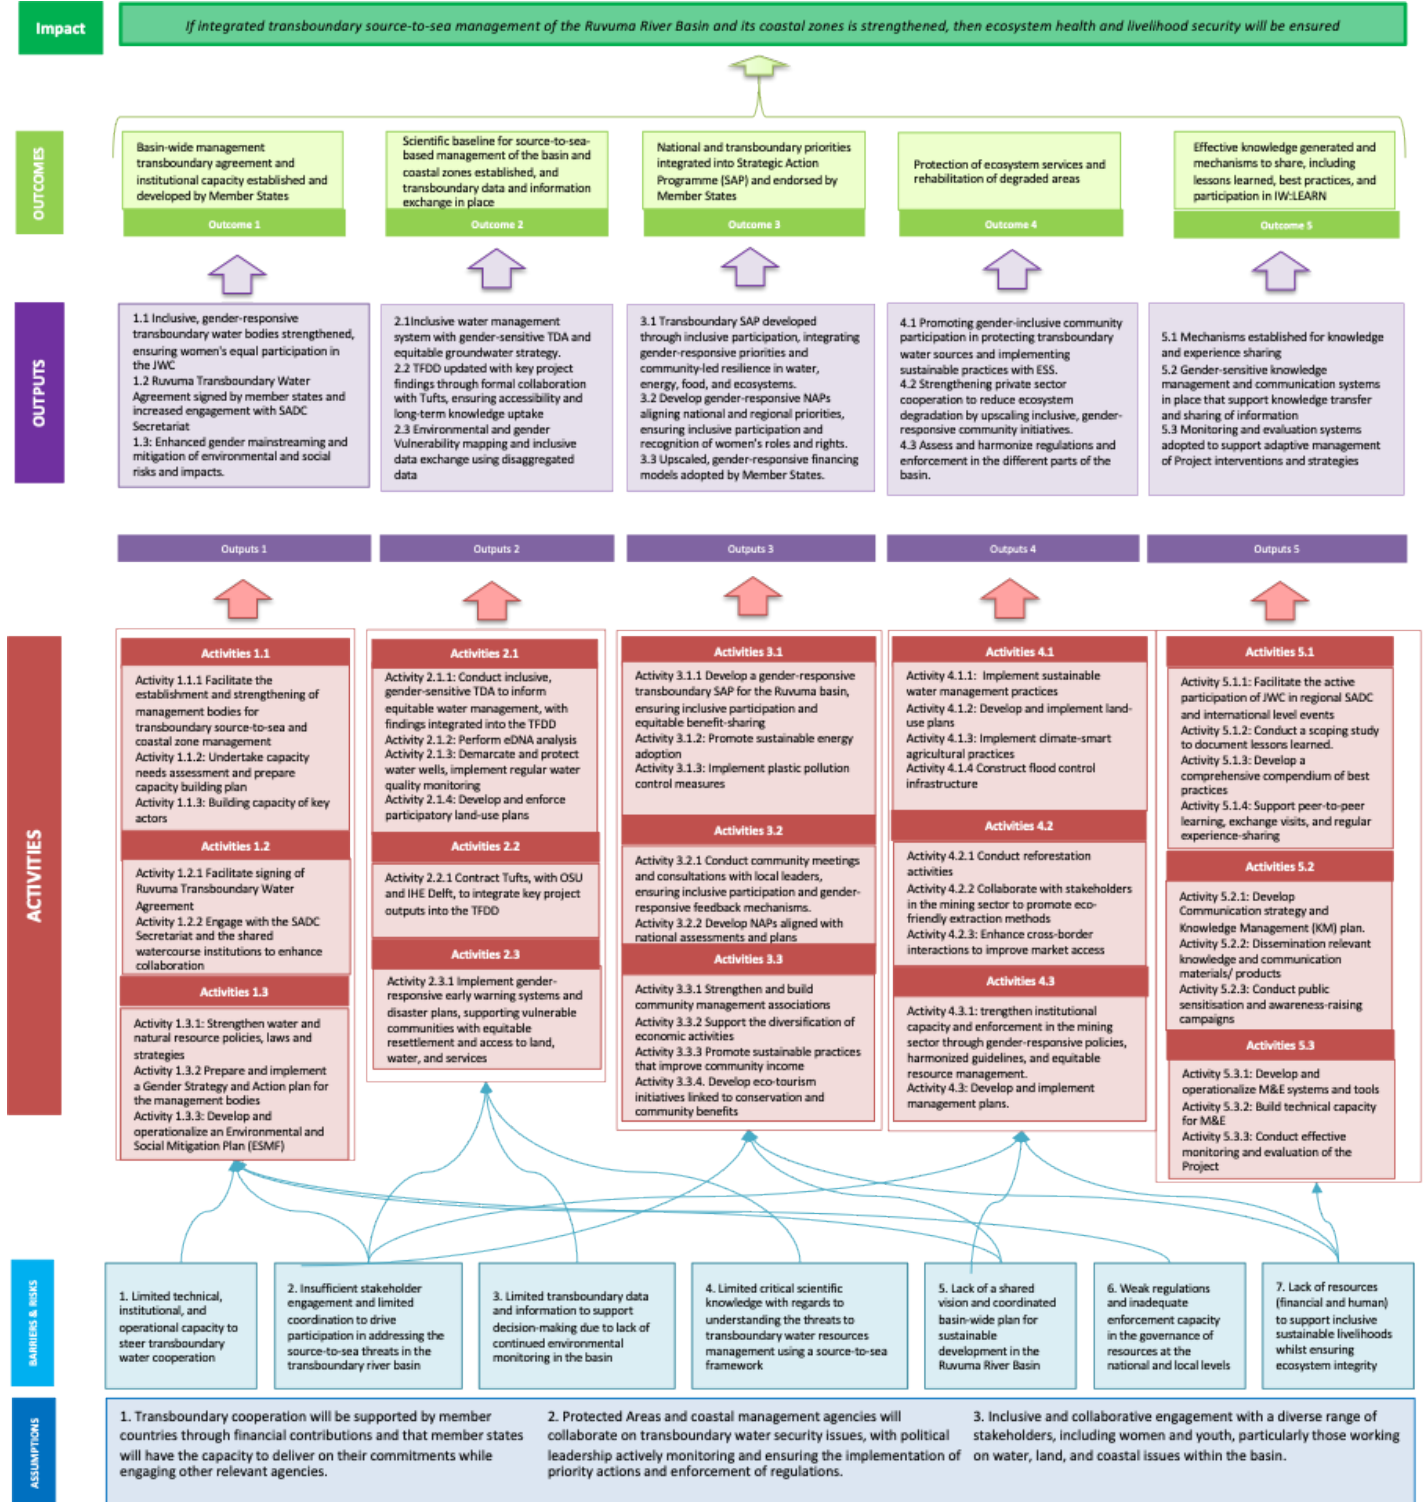 Impact
If integrated transboundary source-to-sea management of the Ruvuma River Basin and its coastal zones is strengthened, then ecosystem health and livelihood security will be ensured
OUTCOMES
Basin-wide management
transboundary agreement and
institutional capacity established and
developed by Member States
Outcome 1
Scientific baseline for source-to-sea-
based management of the basin and
coastal zones established, and
transboundary data and information
exchange in place
Outcome 2
National and transboundary priorities
integrated into Strategic Action
Programme (SAP) and endorsed by
Member States
Outcome 3
Protection of ecosystem services and
rehabilitation of degraded areas
Outcome 4
Effective knowledge generated and
mechanisms to share, including
lessons learned, best practices, and
participation in IW:LEARN
Outcome 5
OUTPUTS
1.1 Inclusive, gender-responsive
transboundary water bodies strengthened,
ensuring women's equal participation in
the JWC
1.2 Ruvuma Transboundary Water
Agreement signed by member states and
increased engagement with SADC
Secretariat
1.3: Enhanced gender mainstreaming and
mitigation of environmental and social
risks and impacts.
2.1Inclusive water management
system with gender-sensitive TDA and
equitable groundwater strategy.
2.2 TFDD updated with key project
findings through formal collaboration
with Tufts, ensuring accessibility and
long-term knowledge uptake
2.3 Environmental and gender
Vulnerability mapping and inclusive
data exchange using disaggregated
data
3.1 Transboundary SAP developed
through inclusive participation, integrating
gender-responsive priorities and
community-led resilience in water,
energy, food, and ecosystems.
3.2 Develop gender-responsive NAPs
aligning national and regional priorities,
ensuring inclusive participation and
recognition of women's roles and rights.
3.3 Upscaled, gender-responsive financing
models adopted by Member States.
4.1 Promoting gender-inclusive community
participation in protecting transboundary
water sources and implementing
sustainable practices with ESS.
4.2 Strengthening private sector
cooperation to reduce ecosystem
degradation by upscaling inclusive, gender-
responsive community initiatives.
4.3 Assess and harmonize regulations and
enforcement in the different parts of the
basin.
5.1 Mechanisms established for knowledge
and experience sharing
5.2 Gender-sensitive knowledge
management and communication systems
in place that support knowledge transfer
and sharing of information
5.3 Monitoring and evaluation systems
adopted to support adaptive management
of Project interventions and strategies
Outputs 1
Outputs 2
Outputs 3
Outputs 4
Outputs 5
ACTIVITIES
Activities 1.1
Activity 1.1.1 Facilitate the
establishment and strengthening of
management bodies for
transboundary source-to-sea and
coastal zone management
Activity 1.1.2: Undertake capacity
needs assessment and prepare
capacity building plan
Activity 1.1.3: Building capacity of key
actors
Activities 1.2
Activity 1.2.1 Facilitate signing of
Ruvuma Transboundary Water
Agreement
Activity 1.2.2 Engage with the SADC
Secretariat and the shared
watercourse institutions to enhance
collaboration
Activities 1.3
Activity 1.3.1: Strengthen water and
natural resource policies, laws and
strategies
Activity 1.3.2 Prepare and implement
a Gender Strategy and Action plan for
the management bodies
Activity 1.3.3: Develop and
operationalize an Environmental and
Social Mitigation Plan (ESMF)
Activities 2.1
Activity 2.1.1: Conduct inclusive,
gender-sensitive TDA to inform
equitable water management, with
findings integrated into the TFDD
Activity 2.1.2: Perform eDNA analysis
Activity 2.1.3: Demarcate and protect
water wells, implement regular water
quality monitoring
Activity 2.1.4: Develop and enforce
participatory land-use plans
Activities 2.2
Activity 2.2.1 Contract Tufts, with OSU
and IHE Delft, to integrate key project
outputs into the TFDD
Activities 2.3
Activity 2.3.1 Implement gender-
responsive early warning systems and
disaster plans, supporting vulnerable
communities with equitable
resettlement and access to land,
water, and services
Activities 3.1
Activity 3.1.1 Develop a gender-responsive
transboundary SAP for the Ruvuma basin,
ensuring inclusive participation and
equitable benefit-sharing
Activity 3.1.2: Promote sustainable energy
adoption
Activity 3.1.3: Implement plastic pollution
control measures
Activities 3.2
Activity 3.2.1 Conduct community meetings
and consultations with local leaders,
ensuring inclusive participation and gender-
responsive feedback mechanisms.
Activity 3.2.2 Develop NAPs aligned with
national assessments and plans
Activities 3.3
Activity 3.3.1 Strengthen and build
community management associations
Activity 3.3.2 Support the diversification of
economic activities
Activity 3.3.3 Promote sustainable practices
that improve community income
Activity 3.3.4. Develop eco-tourism
initiatives linked to conservation and
community benefits
Activities 4.1
Activity 4.1.1: Implement sustainable
water management practices
Activity 4.1.2: Develop and implement land-
use plans
Activity 4.1.3: Implement climate-smart
agricultural practices
Activity 4.1.4 Construct flood control
infrastructure
Activities 4.2
Activity 4.2.1 Conduct reforestation
activities
Activity 4.2.2 Collaborate with stakeholders
in the mining sector to promote eco-
friendly extraction methods
Activity 4.2.3: Enhance cross-border
interactions to improve market access
Activities 4.3
Activity 4.3.1: trengthen institutional
capacity and enforcement in the mining
sector through gender-responsive policies,
harmonized guidelines, and equitable
resource management.
Activity 4.3: Develop and implement
management plans.
Activities 5.1
Activity 5.1.1: Facilitate the active
participation of JWC in regional SADC
and international level events
Activity 5.1.2: Conduct a scoping study
to document lessons learned.
Activity 5.1.3: Develop a
comprehensive compendium of best
practices
Activity 5.1.4: Support peer-to-peer
learning, exchange visits, and regular
experience-sharing
Activities 5.2
Activity 5.2.1: Develop
Communication strategy and
Knowledge Management (KM) plan.
Activity 5.2.2: Dissemination relevant
knowledge and communication
materials/ products
Activity 5.2.3: Conduct public
sensitisation and awareness-raising
campaigns
Activities 5.3
Activity 5.3.1: Develop and
operationalize M&E systems and tools
Activity 5.3.2: Build technical capacity
for M&E
Activity 5.3.3: Conduct effective
monitoring and evaluation of the
Project
BARRIERS & RISKS
1. Limited technical,
institutional, and
operational capacity to
steer transboundary
water cooperation
2. Insufficient stakeholder
engagement and limited
coordination to drive
participation in addressing the
source-to-sea threats in the
transboundary river basin
3. Limited transboundary data
and information to support
decision-making due to lack of
continued environmental
monitoring in the basin
4. Limited critical scientific
knowledge with regards to
understanding the threats to
transboundary water resources
management using a source-to-sea
framework
5. Lack of a shared
vision and coordinated
basin-wide plan for
sustainable
development in the
Ruvuma River Basin
6. Weak regulations
and inadequate
enforcement capacity
in the governance of
resources at the
national and local levels
7. Lack of resources
(financial and human)
to support inclusive
sustainable livelihoods
whilst ensuring
ecosystem integrity
ASSUMPTIONS
1. Transboundary cooperation will be supported by member
countries through financial contributions and that member states
will have the capacity to deliver on their commitments while
engaging other relevant agencies.
2. Protected Areas and coastal management agencies will
collaborate on transboundary water security issues, with political
leadership actively monitoring and ensuring the implementation of
priority actions and enforcement of regulations.
3. Inclusive and collaborative engagement with a diverse range of
stakeholders, including women and youth, particularly those working
on water, land, and coastal issues within the basin.